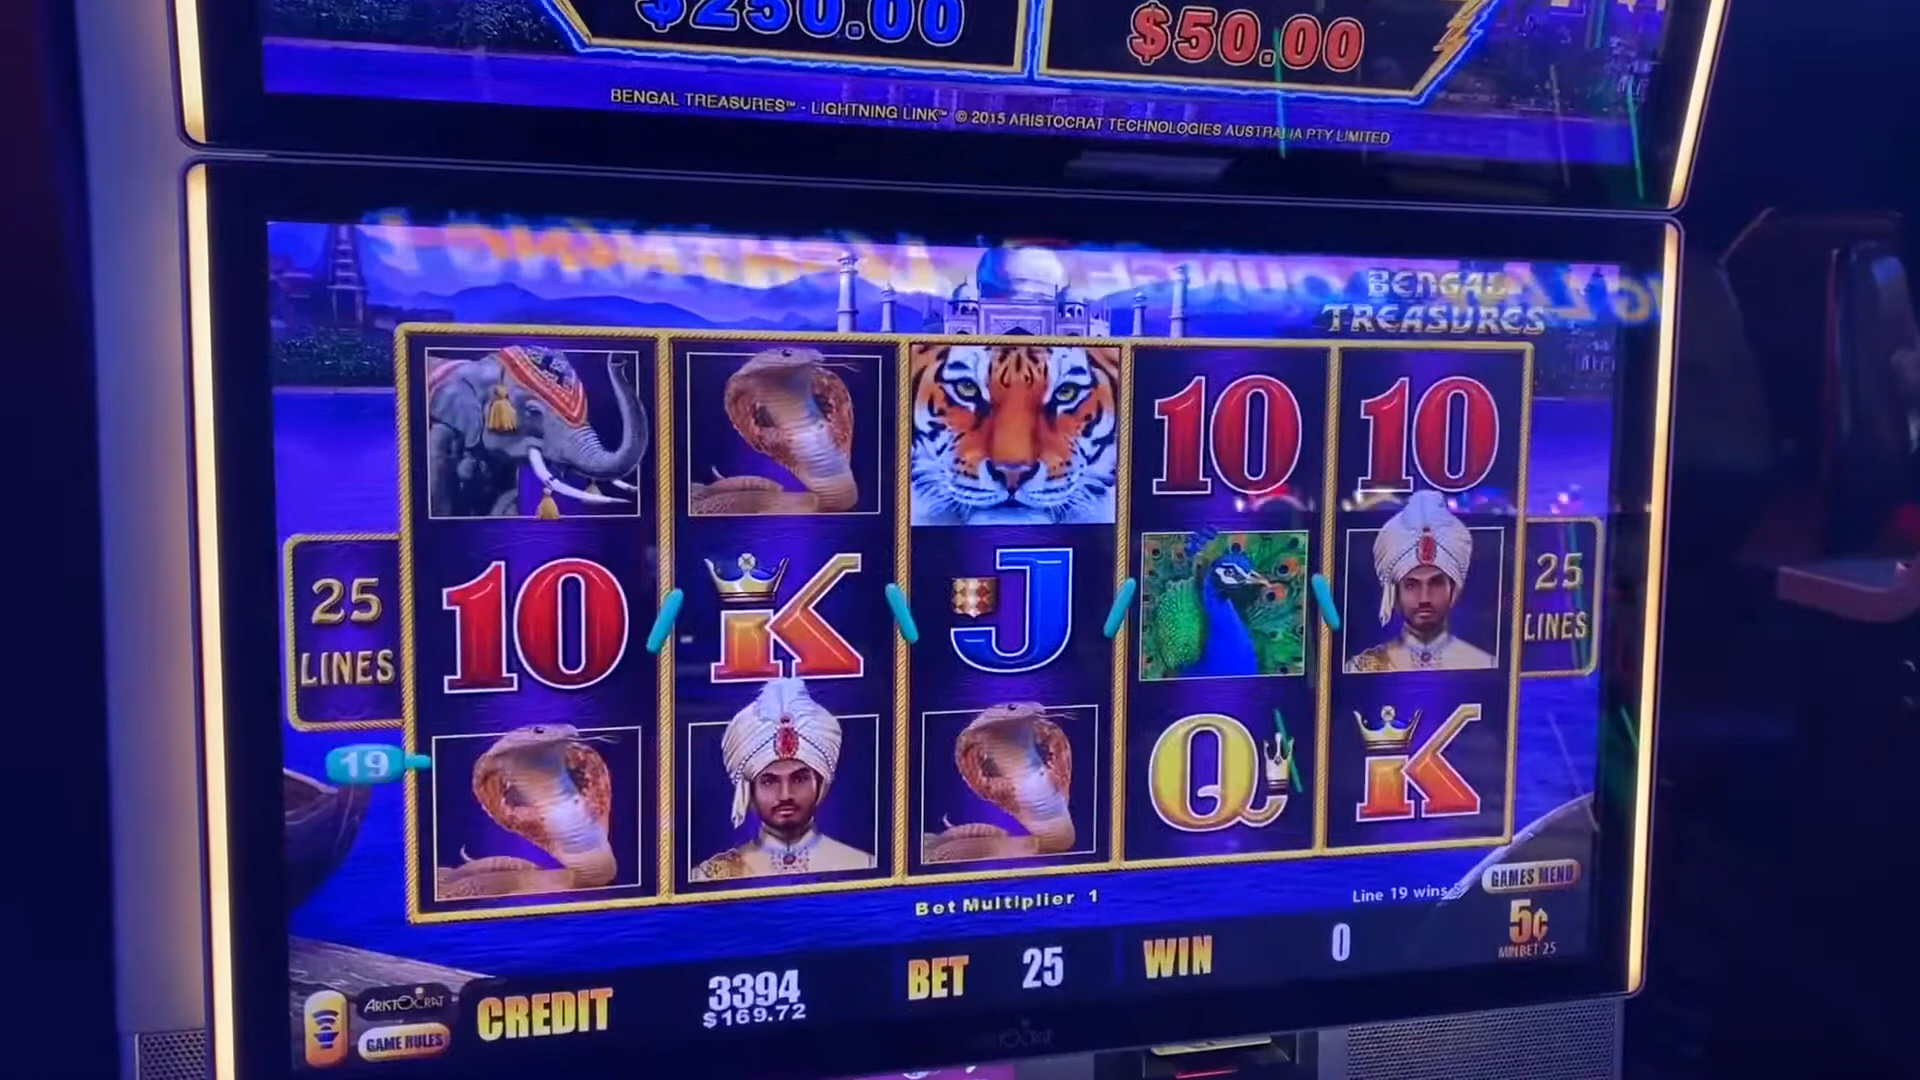 $250.00
$50.00
BENGAL TREASURES™ - LIGHTNING LINK™ © 2015 ARISTOCRAT TECHNOLOGIES AUSTRALIA PTY LIMITED
BENGAL
TREASURES
10
10
25
LINES
10
K
J
25
LINES
19
Q
K
Bet Multiplier 1
Line 19 wins
GAMES MENU
5¢
MIN BET 25
ARISTOCRAT
GAME RULES
CREDIT
3394
$169.72
BET
25
WIN
0